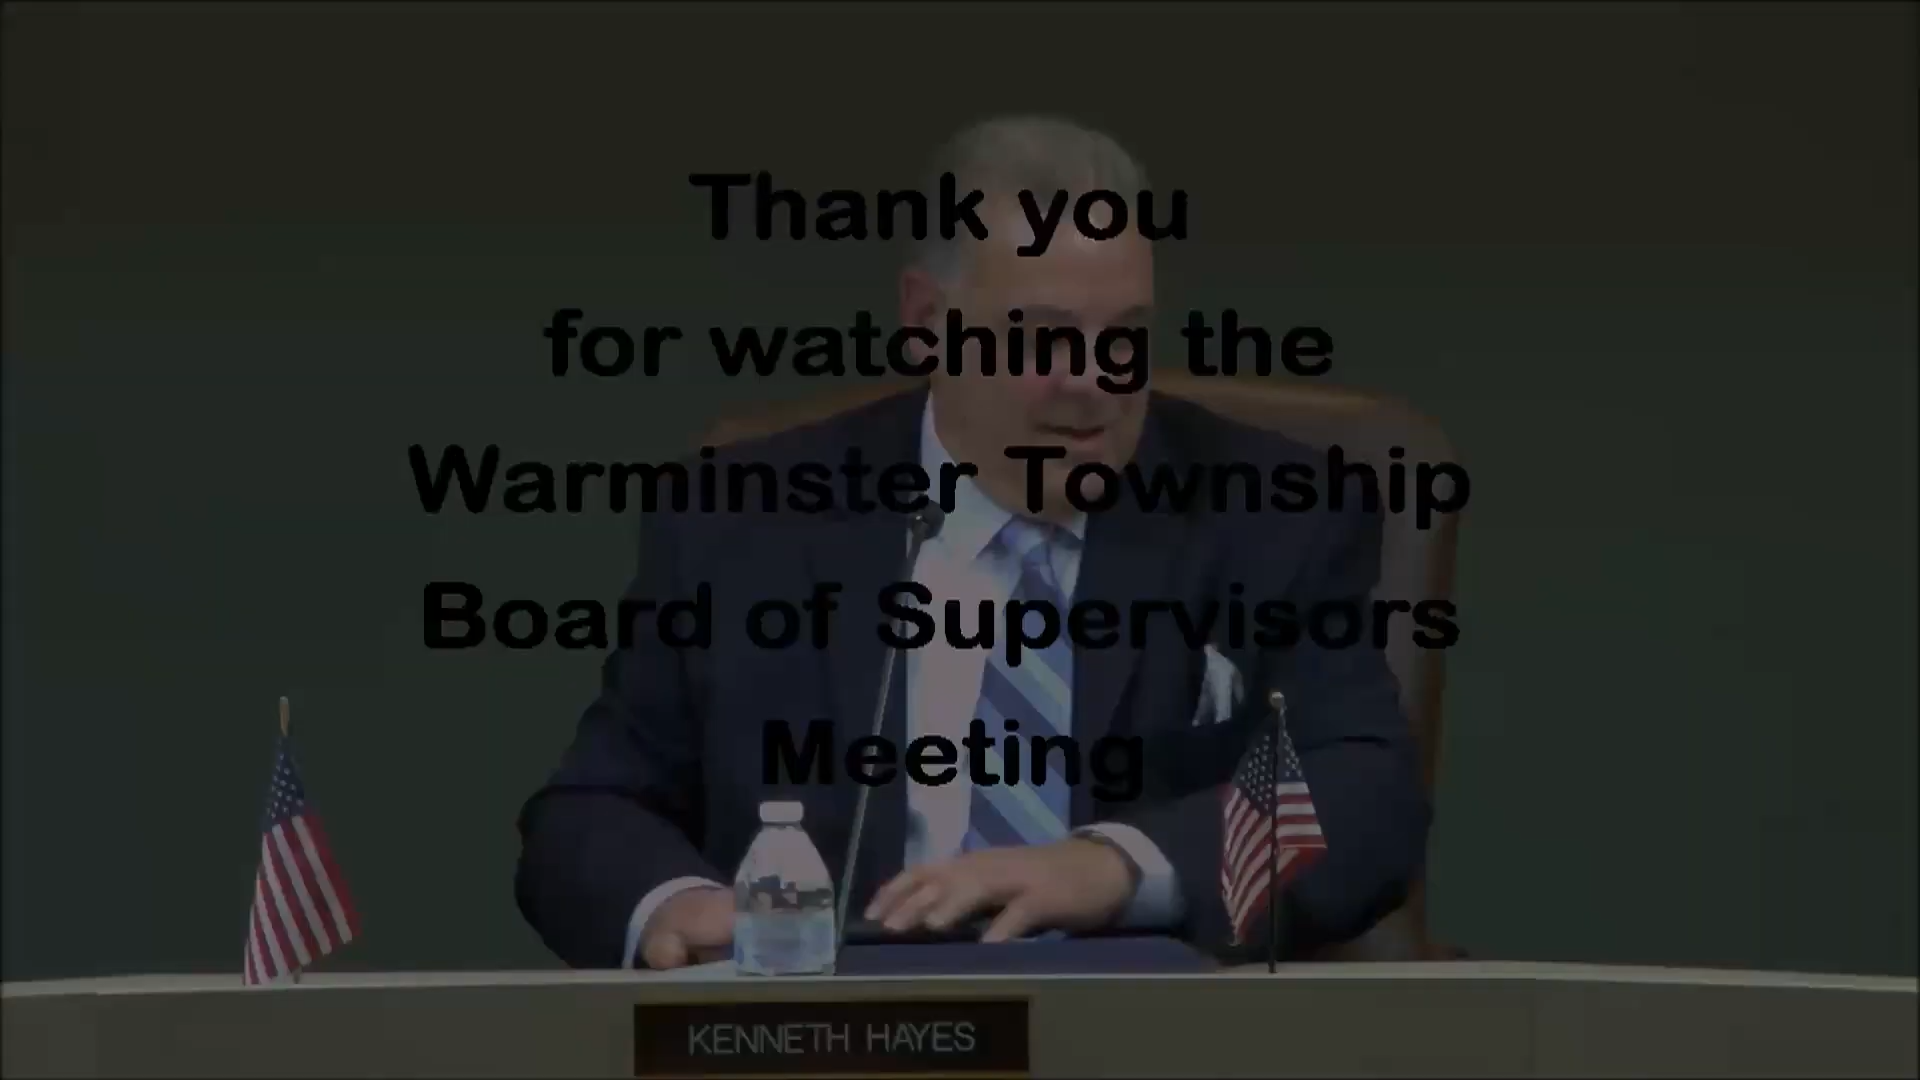 Thank you
for watching the
Warminster Township
Board of Supervisors
Meeting
KENNETH HAYES